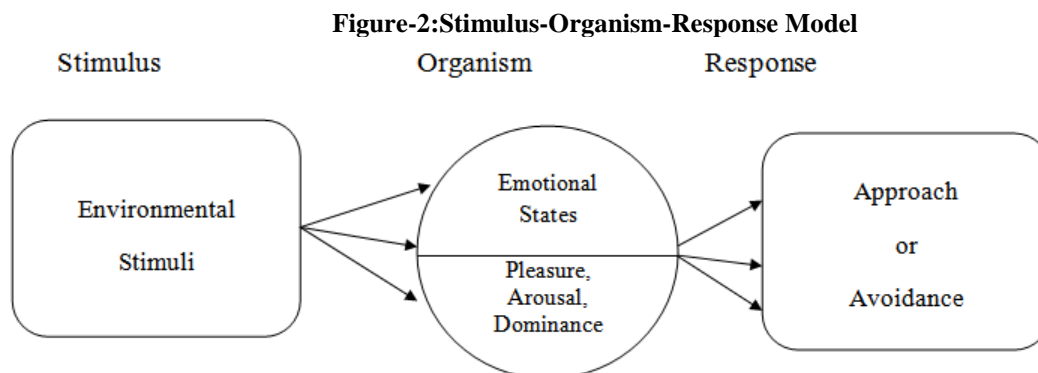 Figure-2:Stimulus-Organism-Response Model
Stimulus Organism Response
Environmental
Stimuli
Emotional
States
Pleasure,
Arousal,
Dominance
Approach
or
Avoidance